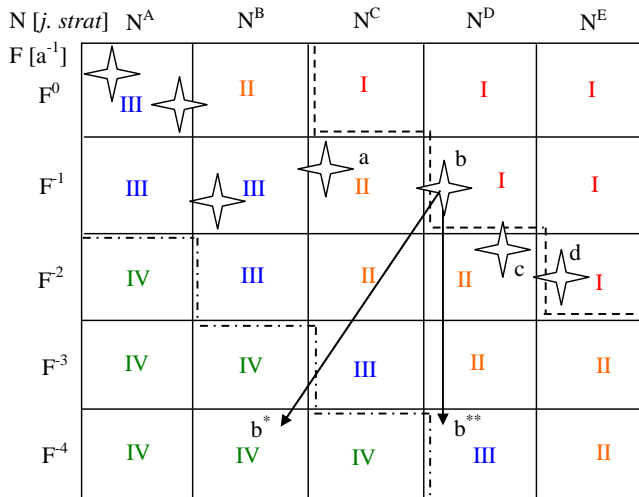 N [j. strat] N^A N^B N^C N^D N^E
F [a^-1]
F^0 III II I I I
F^-1 III III a II b I I
F^-2 IV III II II c d I
F^-3 IV IV III II II
F^-4 IV b^* IV IV b^** III II